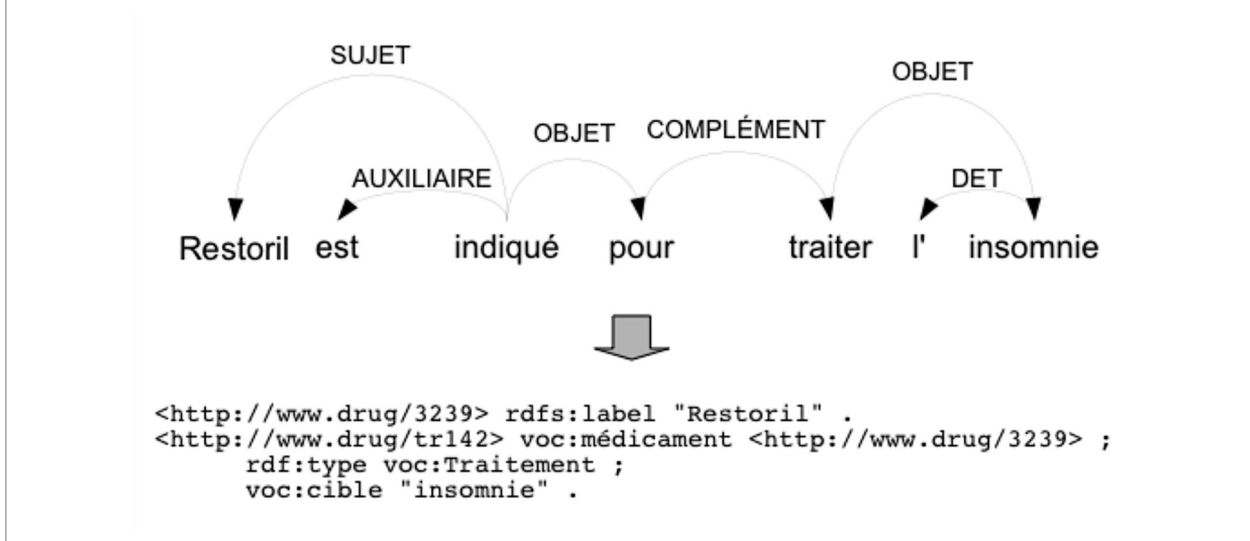 SUJET
OBJET
OBJET COMPLÉMENT
AUXILIAIRE DET
Restoril est indiqué pour traiter l' insomnie
<http://www.drug/3239> rdfs:label "Restoril" .
<http://www.drug/tr142> voc:médicament <http://www.drug/3239> ;
rdf:type voc:Traitement ;
voc:cible "insomnie" .